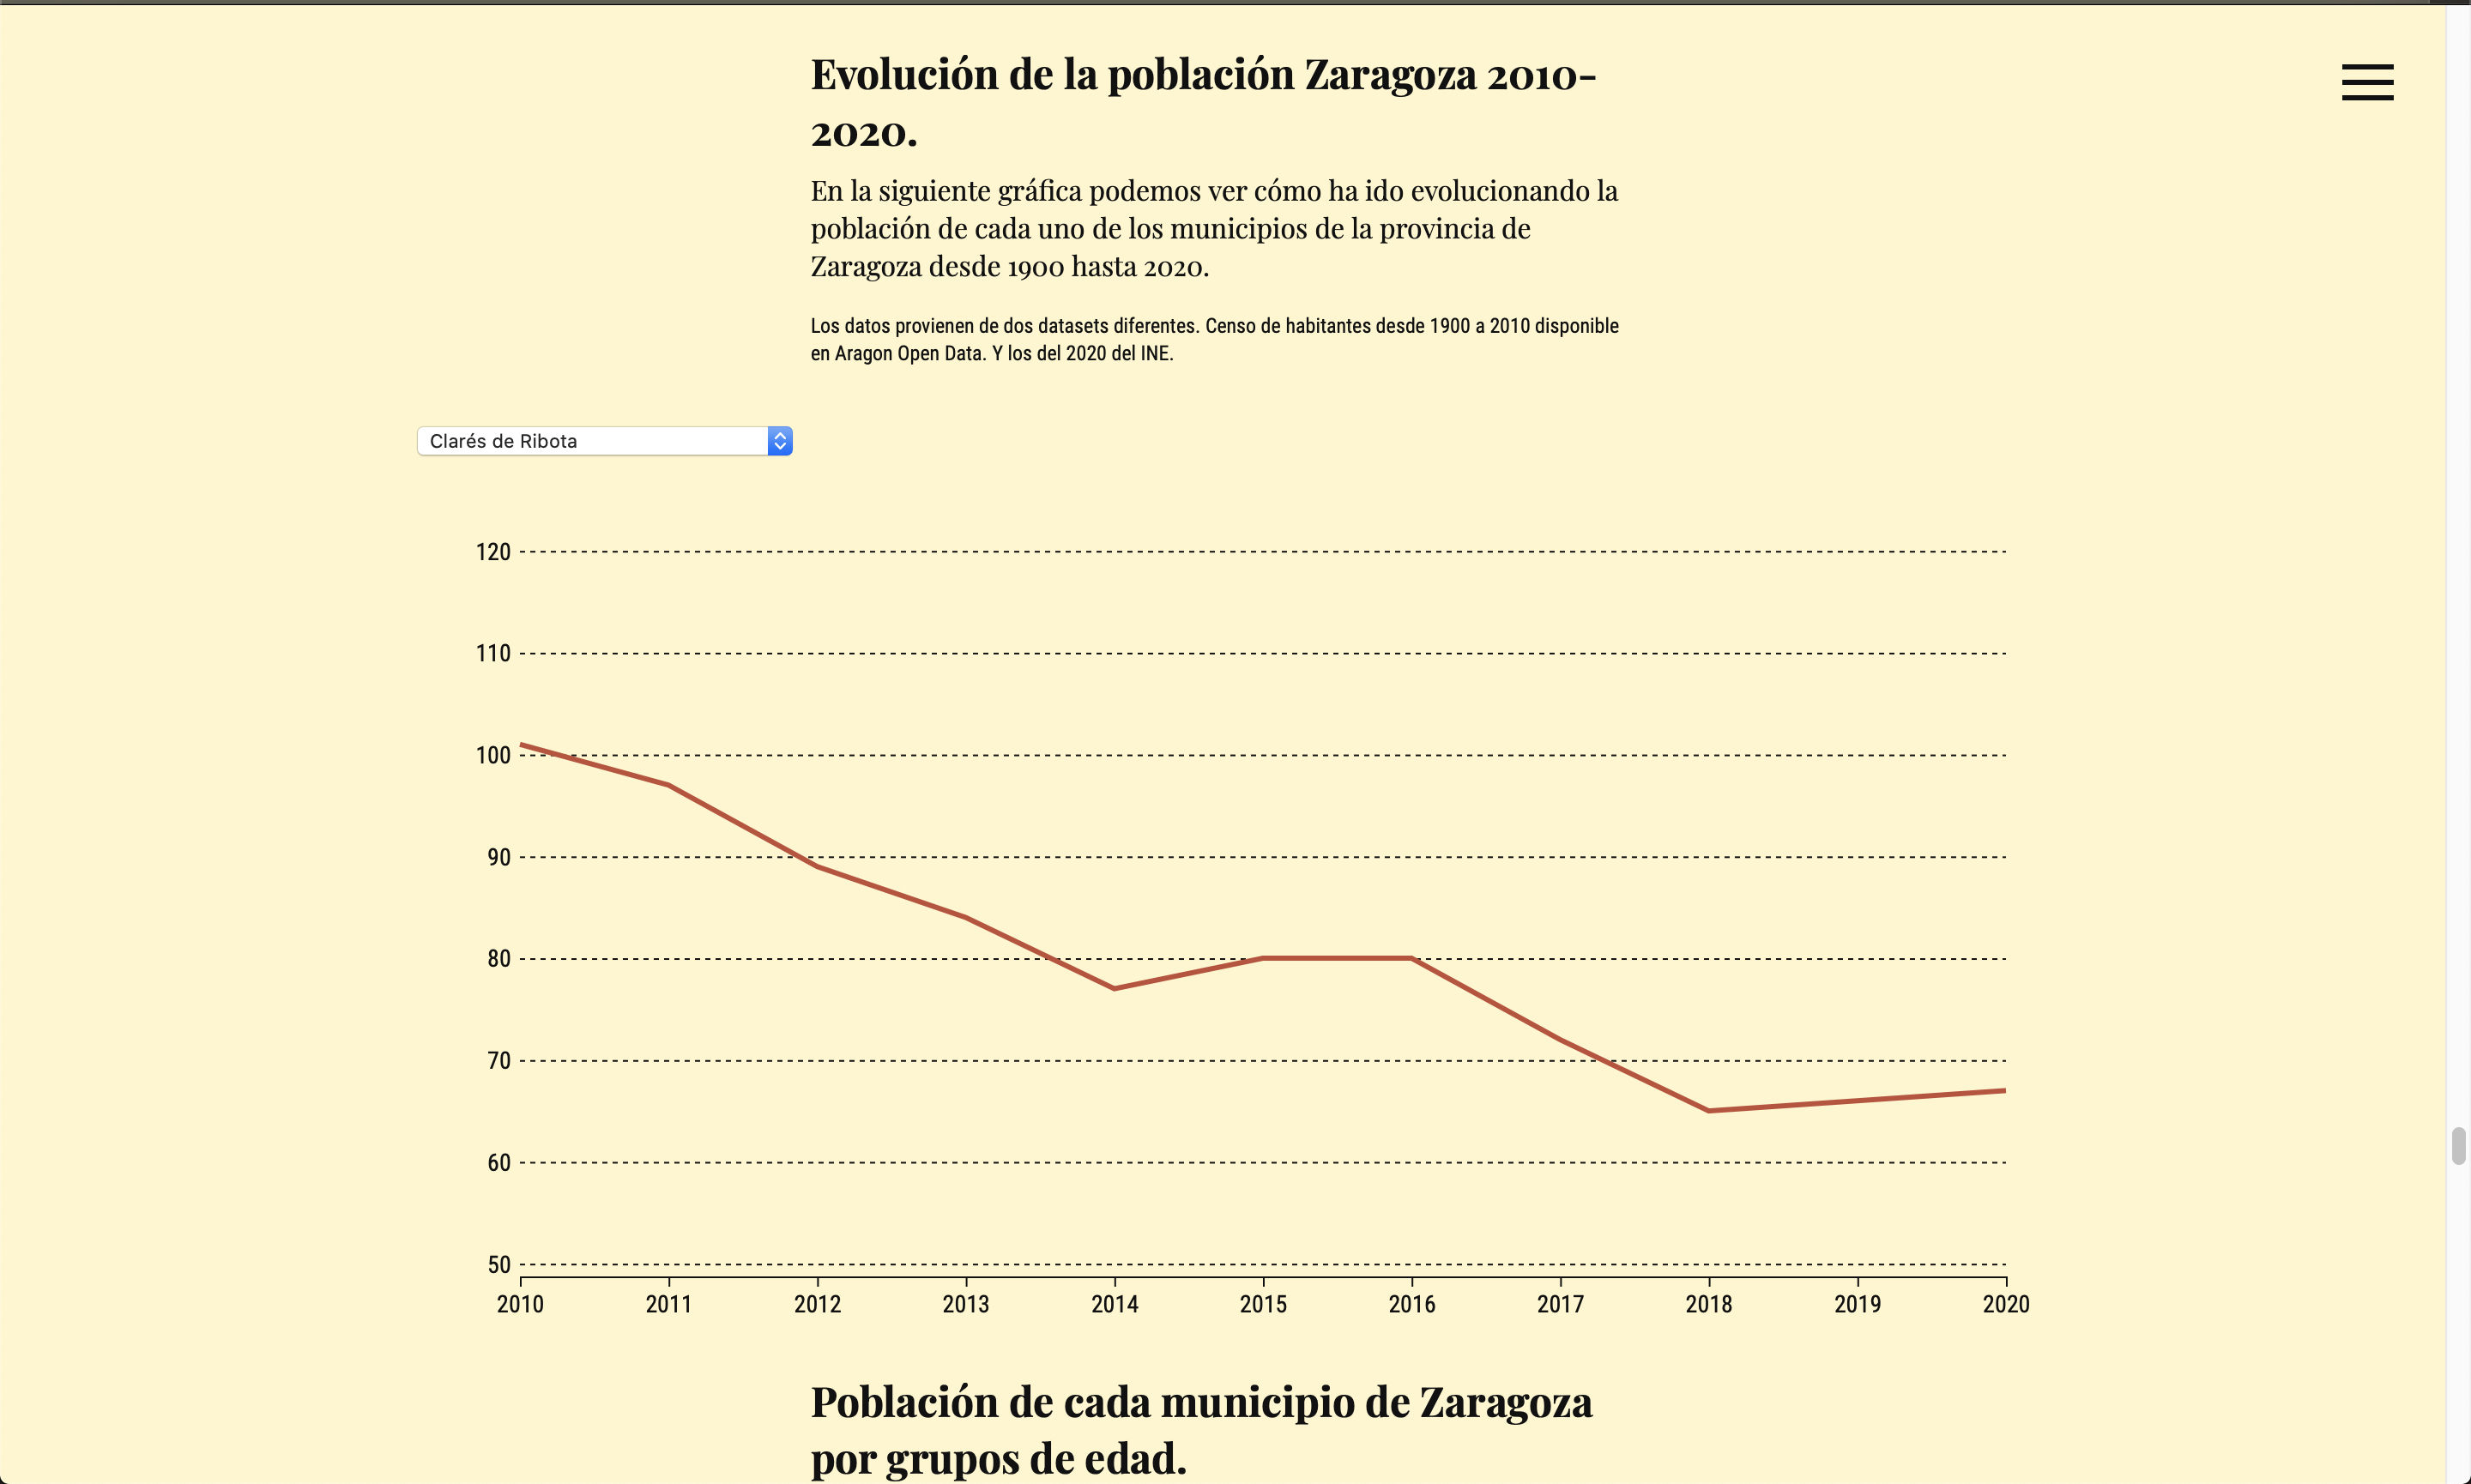 Evolución de la población Zaragoza 2010-
2020.
En la siguiente gráfica podemos ver cómo ha ido evolucionando la
población de cada uno de los municipios de la provincia de
Zaragoza desde 1900 hasta 2020.
Los datos provienen de dos datasets diferentes. Censo de habitantes desde 1900 a 2010 disponible
en Aragon Open Data. Y los del 2020 del INE.
Clarés de Ribota
120
110
100
90
80
70
60
50
2010 2011 2012 2013 2014 2015 2016 2017 2018 2019 2020
Población de cada municipio de Zaragoza
por grupos de edad.